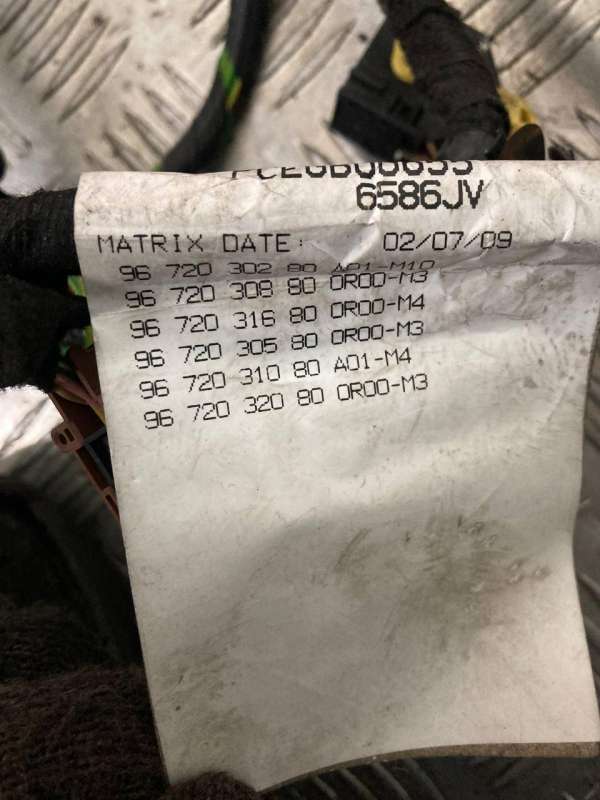 6586JV
MATRIX DATE: 02/07/09
96 720 302 80 A01-M10
96 720 308 80 0R00-M3
96 720 316 80 0R00-M4
96 720 305 80 0R00-M3
96 720 310 80 A01-M4
96 720 320 80 0R00-M3